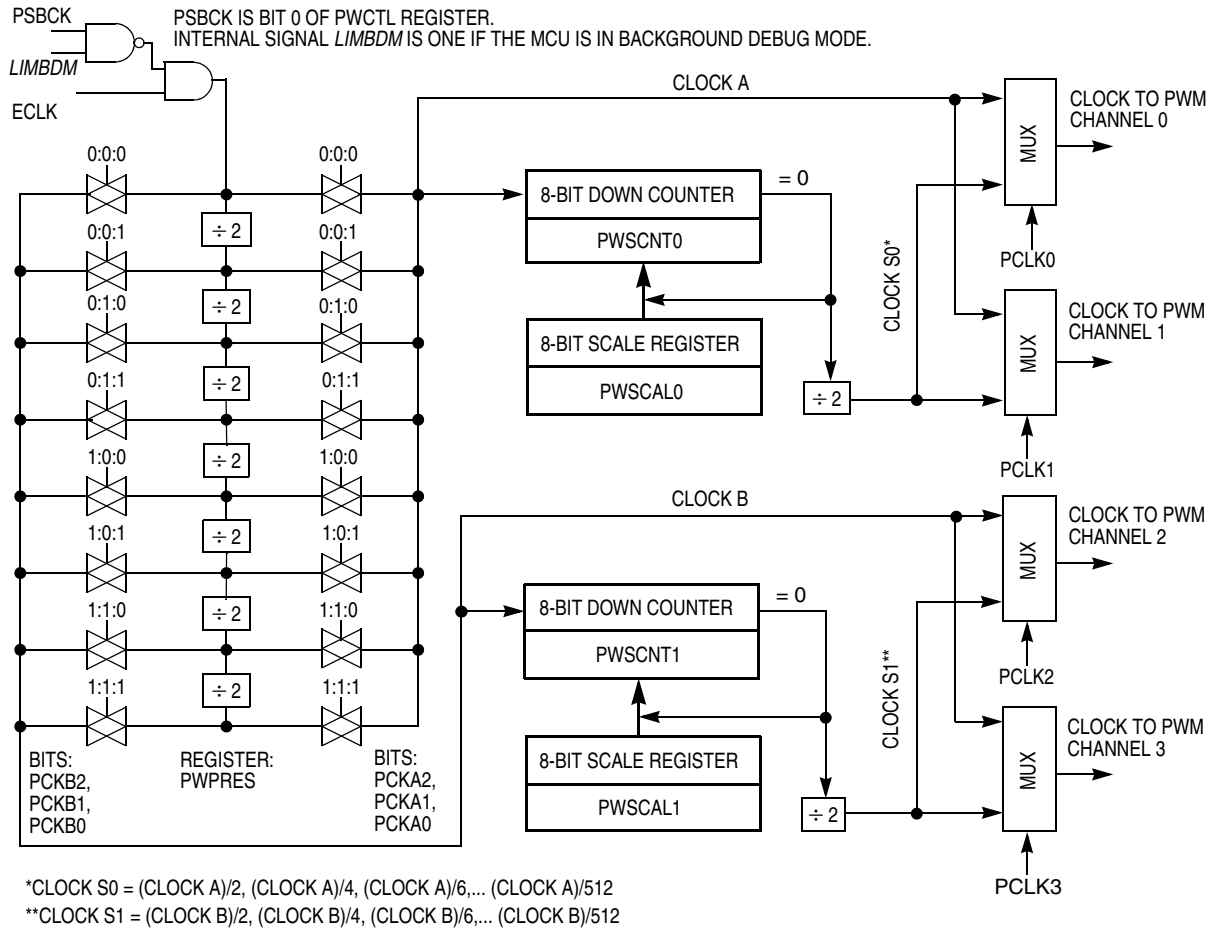 PSBCK
PSBCK IS BIT 0 OF PWCTL REGISTER.
INTERNAL SIGNAL LIMBDM IS ONE IF THE MCU IS IN BACKGROUND DEBUG MODE.
LIMBDM
ECLK
CLOCK A
CLOCK TO PWM
CHANNEL 0
MUX
0:0:0
0:0:0
8-BIT DOWN COUNTER
= 0
PWSCNT0
÷ 2
0:0:1
0:0:1
CLOCK S0*
PCLK0
÷ 2
0:1:0
0:1:0
8-BIT SCALE REGISTER
PWSCAL0
CLOCK TO PWM
CHANNEL 1
MUX
÷ 2
0:1:1
0:1:1
÷ 2
PCLK1
÷ 2
1:0:0
1:0:0
CLOCK B
CLOCK TO PWM
CHANNEL 2
MUX
÷ 2
1:0:1
1:0:1
8-BIT DOWN COUNTER
= 0
PWSCNT1
÷ 2
1:1:0
1:1:0
CLOCK S1**
PCLK2
÷ 2
1:1:1
1:1:1
8-BIT SCALE REGISTER
PWSCAL1
CLOCK TO PWM
CHANNEL 3
MUX
÷ 2
BITS:
PCKB2,
PCKB1,
PCKB0
REGISTER:
PWPRES
BITS:
PCKA2,
PCKA1,
PCKA0
PCLK3
*CLOCK S0 = (CLOCK A)/2, (CLOCK A)/4, (CLOCK A)/6,... (CLOCK A)/512
**CLOCK S1 = (CLOCK B)/2, (CLOCK B)/4, (CLOCK B)/6,... (CLOCK B)/512